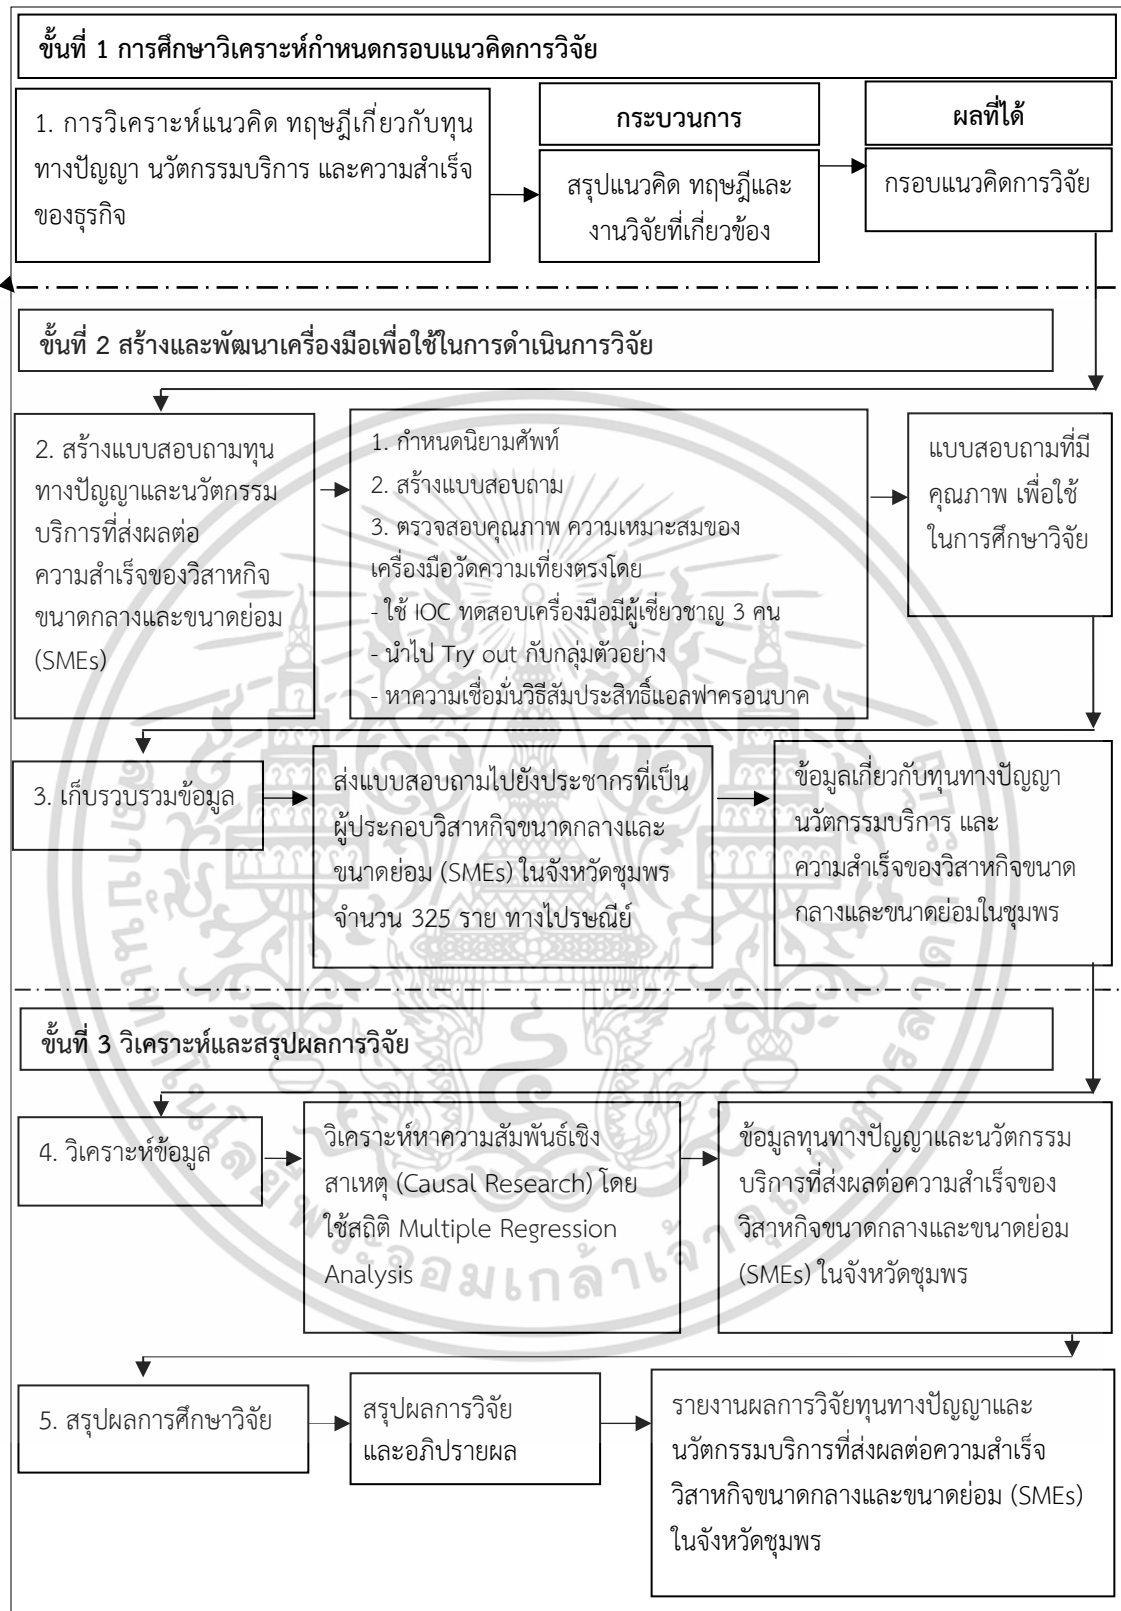 ขั้นที่ 1 การศึกษาวิเคราะห์กำหนดกรอบแนวคิดการวิจัย
1. การวิเคราะห์แนวคิด ทฤษฎีเกี่ยวกับทุน
ทางปัญญา นวัตกรรมบริการ และความสำเร็จ
ของธุรกิจ
กระบวนการ
สรุปแนวคิด ทฤษฎีและ
งานวิจัยที่เกี่ยวข้อง
ผลที่ได้
กรอบแนวคิดการวิจัย
ขั้นที่ 2 สร้างและพัฒนาเครื่องมือเพื่อใช้ในการดำเนินการวิจัย
2. สร้างแบบสอบถามทุน
ทางปัญญาและนวัตกรรม
บริการที่ส่งผลต่อ
ความสำเร็จของวิสาหกิจ
ขนาดกลางและขนาดย่อม
(SMEs)
1. กำหนดนิยามศัพท์
2. สร้างแบบสอบถาม
3. ตรวจสอบคุณภาพ ความเหมาะสมของ
เครื่องมือวัดความเที่ยงตรงโดย
- ใช้ IOC ทดสอบเครื่องมือมีผู้เชี่ยวชาญ 3 คน
- นำไป Try out กับกลุ่มตัวอย่าง
- หาความเชื่อมั่นวิธีสัมประสิทธิ์แอลฟาครอนบาค
แบบสอบถามที่มี
คุณภาพ เพื่อใช้
ในการศึกษาวิจัย
3. เก็บรวบรวมข้อมูล
ส่งแบบสอบถามไปยังประชากรที่เป็น
ผู้ประกอบวิสาหกิจขนาดกลางและ
ขนาดย่อม (SMEs) ในจังหวัดชุมพร
จำนวน 325 ราย ทางไปรษณีย์
ข้อมูลเกี่ยวกับทุนทางปัญญา
นวัตกรรมบริการ และ
ความสำเร็จของวิสาหกิจขนาด
กลางและขนาดย่อมในชุมพร
ขั้นที่ 3 วิเคราะห์และสรุปผลการวิจัย
4. วิเคราะห์ข้อมูล
วิเคราะห์หาความสัมพันธ์เชิง
สาเหตุ (Causal Research) โดย
ใช้สถิติ Multiple Regression
Analysis
ข้อมูลทุนทางปัญญาและนวัตกรรม
บริการที่ส่งผลต่อความสำเร็จของ
วิสาหกิจขนาดกลางและขนาดย่อม
(SMEs) ในจังหวัดชุมพร
5. สรุปผลการศึกษาวิจัย
สรุปผลการวิจัย
และอภิปรายผล
รายงานผลการวิจัยทุนทางปัญญาและ
นวัตกรรมบริการที่ส่งผลต่อความสำเร็จ
วิสาหกิจขนาดกลางและขนาดย่อม (SMEs)
ในจังหวัดชุมพร
สถาบันเทคโนโลยีพระจอมเกล้าเจ้าคุณทหารลาดกระบัง